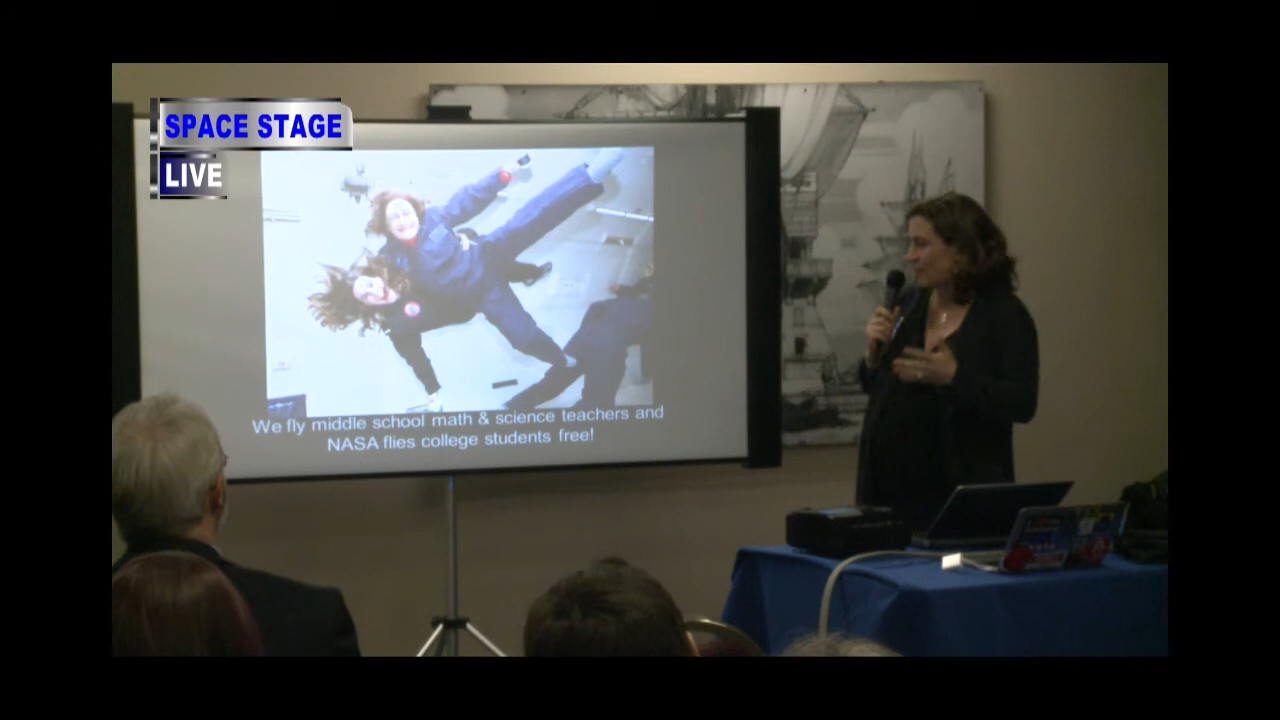 SPACE STAGE
LIVE
We fly middle school math & science teachers and
NASA flies college students free!